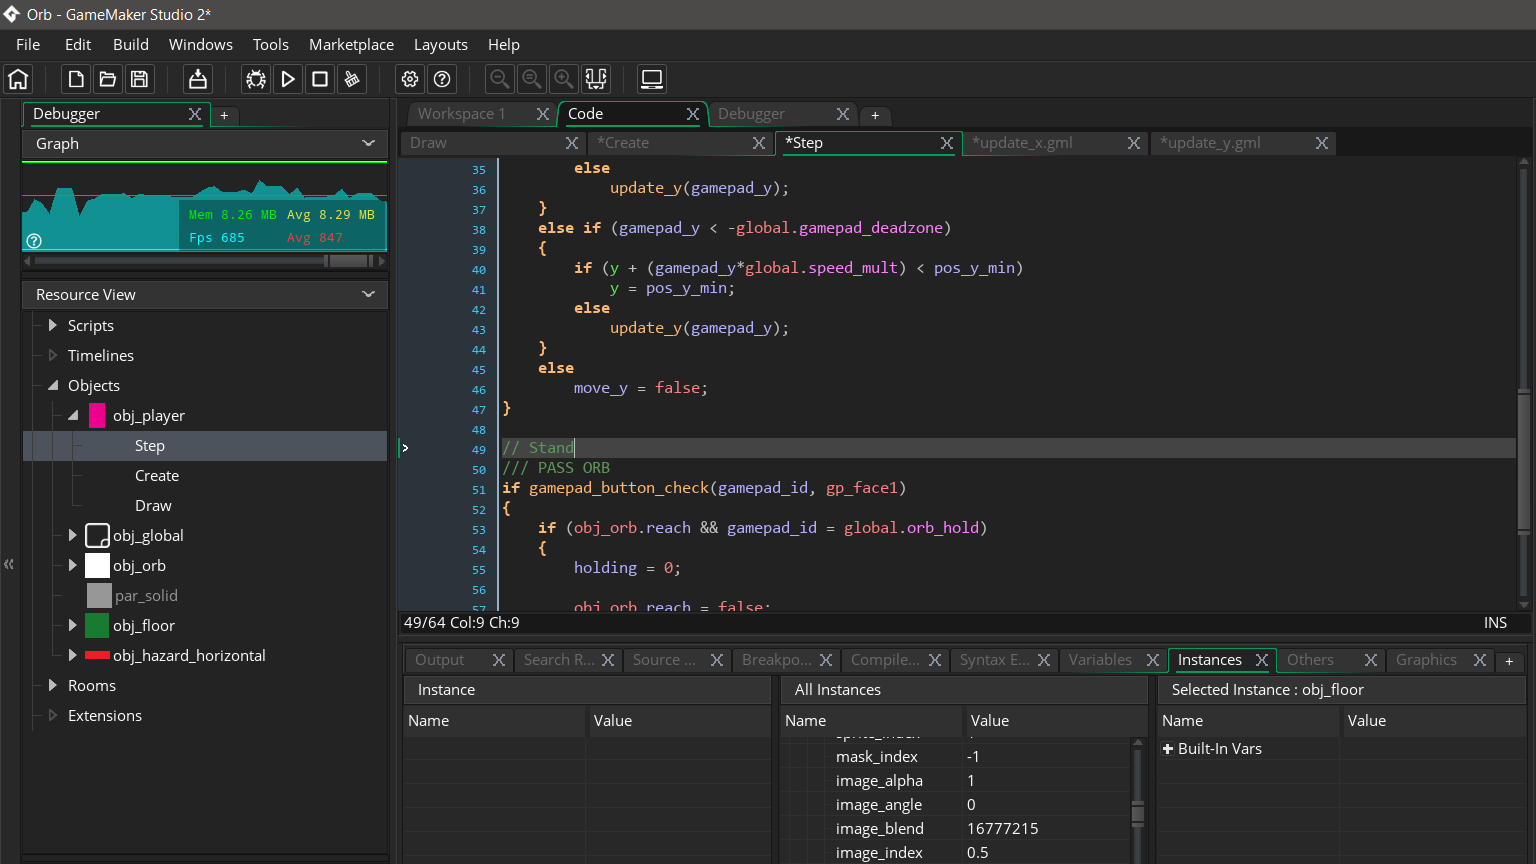 Orb - GameMaker Studio 2*
File Edit Build Windows Tools Marketplace Layouts Help
Debugger
+
Graph
Mem 8.26 MB Avg 8.29 MB
Fps 685 Avg 847
Resource View
Scripts
Timelines
Objects
obj_player
Step
Create
Draw
obj_global
obj_orb
par_solid
obj_floor
obj_hazard_horizontal
Rooms
Extensions
Workspace 1 Code Debugger +
Draw *Create *Step *update_x.gml *update_y.gml
35 else
36 update_y(gamepad_y);
37 }
38 else if (gamepad_y < -global.gamepad_deadzone)
39 {
40 if (y + (gamepad_y*global.speed_mult) < pos_y_min)
41 y = pos_y_min;
42 else
43 update_y(gamepad_y);
44 }
45 else
46 move_y = false;
47 }
48
49 // Stand
50 /// PASS ORB
51 if gamepad_button_check(gamepad_id, gp_face1)
52 {
53 if (obj_orb.reach && gamepad_id = global.orb_hold)
54 {
55 holding = 0;
56
57 obj_orb.reach = false;
49/64 Col:9 Ch:9 INS
Output Search R... Source ... Breakpo... Compile... Syntax E... Variables Instances Others Graphics +
Instance
Name Value
All Instances
Name Value
mask_index -1
image_alpha 1
image_angle 0
image_blend 16777215
image_index 0.5
Selected Instance : obj_floor
Name Value
Built-In Vars